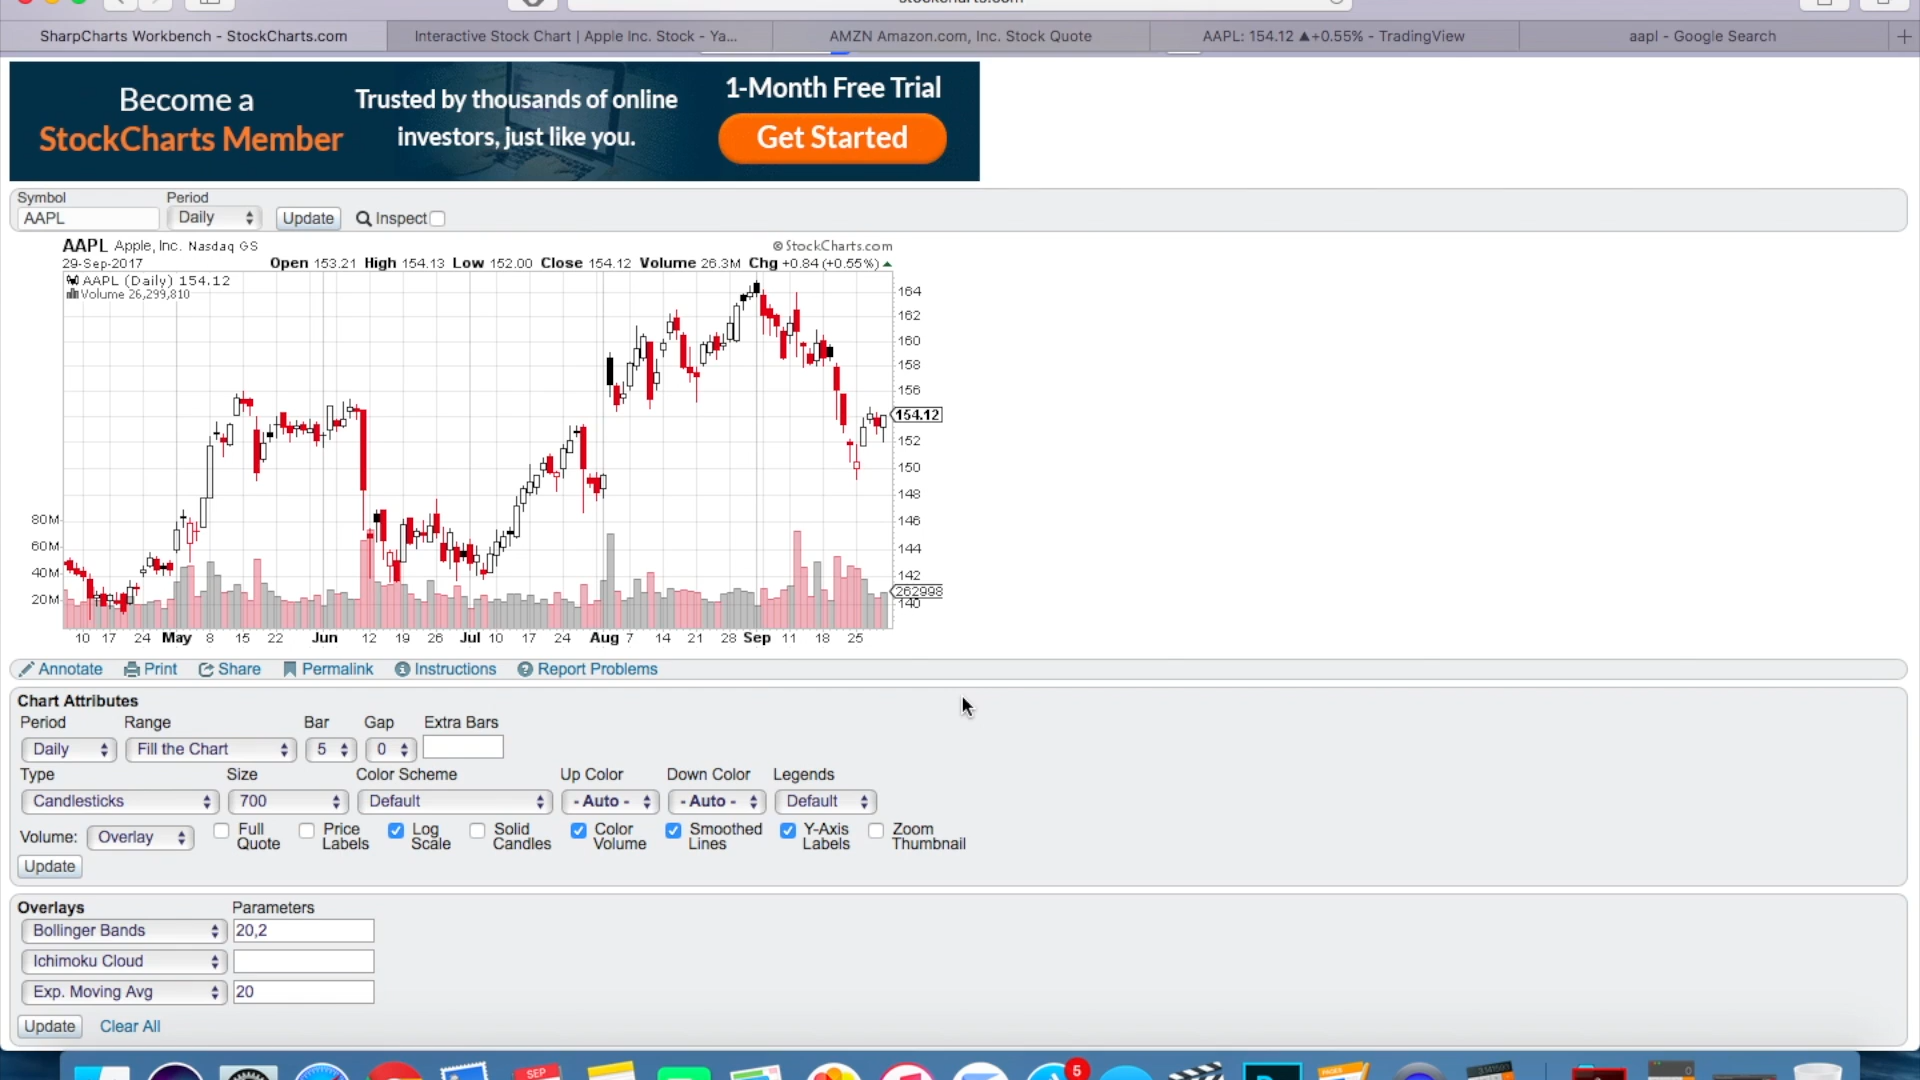 SharpCharts Workbench - StockCharts.com
Interactive Stock Chart | Apple Inc. Stock - Ya...
AMZN Amazon.com, Inc. Stock Quote
AAPL: 154.12 ▲+0.55% - TradingView
aapl - Google Search
Become a
StockCharts Member
Trusted by thousands of online
investors, just like you.
1-Month Free Trial
Get Started
Symbol
Period
AAPL
Daily
Update
Inspect
AAPL Apple, Inc. Nasdaq GS
© StockCharts.com
29-Sep-2017
Open 153.21 High 154.13 Low 152.00 Close 154.12 Volume 26.3M Chg +0.84 (+0.55%) ▲
AAPL (Daily) 154.12
Volume 26,299,810
164
162
160
158
156
154.12
152
150
148
146
144
142
262998
140
80M
60M
40M
20M
10 17 24 May 8 15 22 Jun 12 19 26 Jul 10 17 24 Aug 7 14 21 28 Sep 11 18 25
Annotate Print Share Permalink Instructions Report Problems
Chart Attributes
Period Range Bar Gap Extra Bars
Daily Fill the Chart 5 0
Type Size Color Scheme Up Color Down Color Legends
Candlesticks 700 Default - Auto - - Auto - Default
Volume: Overlay
Full Quote
Price Labels
Log Scale
Solid Candles
Color Volume
Smoothed Lines
Y-Axis Labels
Zoom Thumbnail
Update
Overlays Parameters
Bollinger Bands 20,2
Ichimoku Cloud
Exp. Moving Avg 20
Update Clear All
SEP
5
PAGES